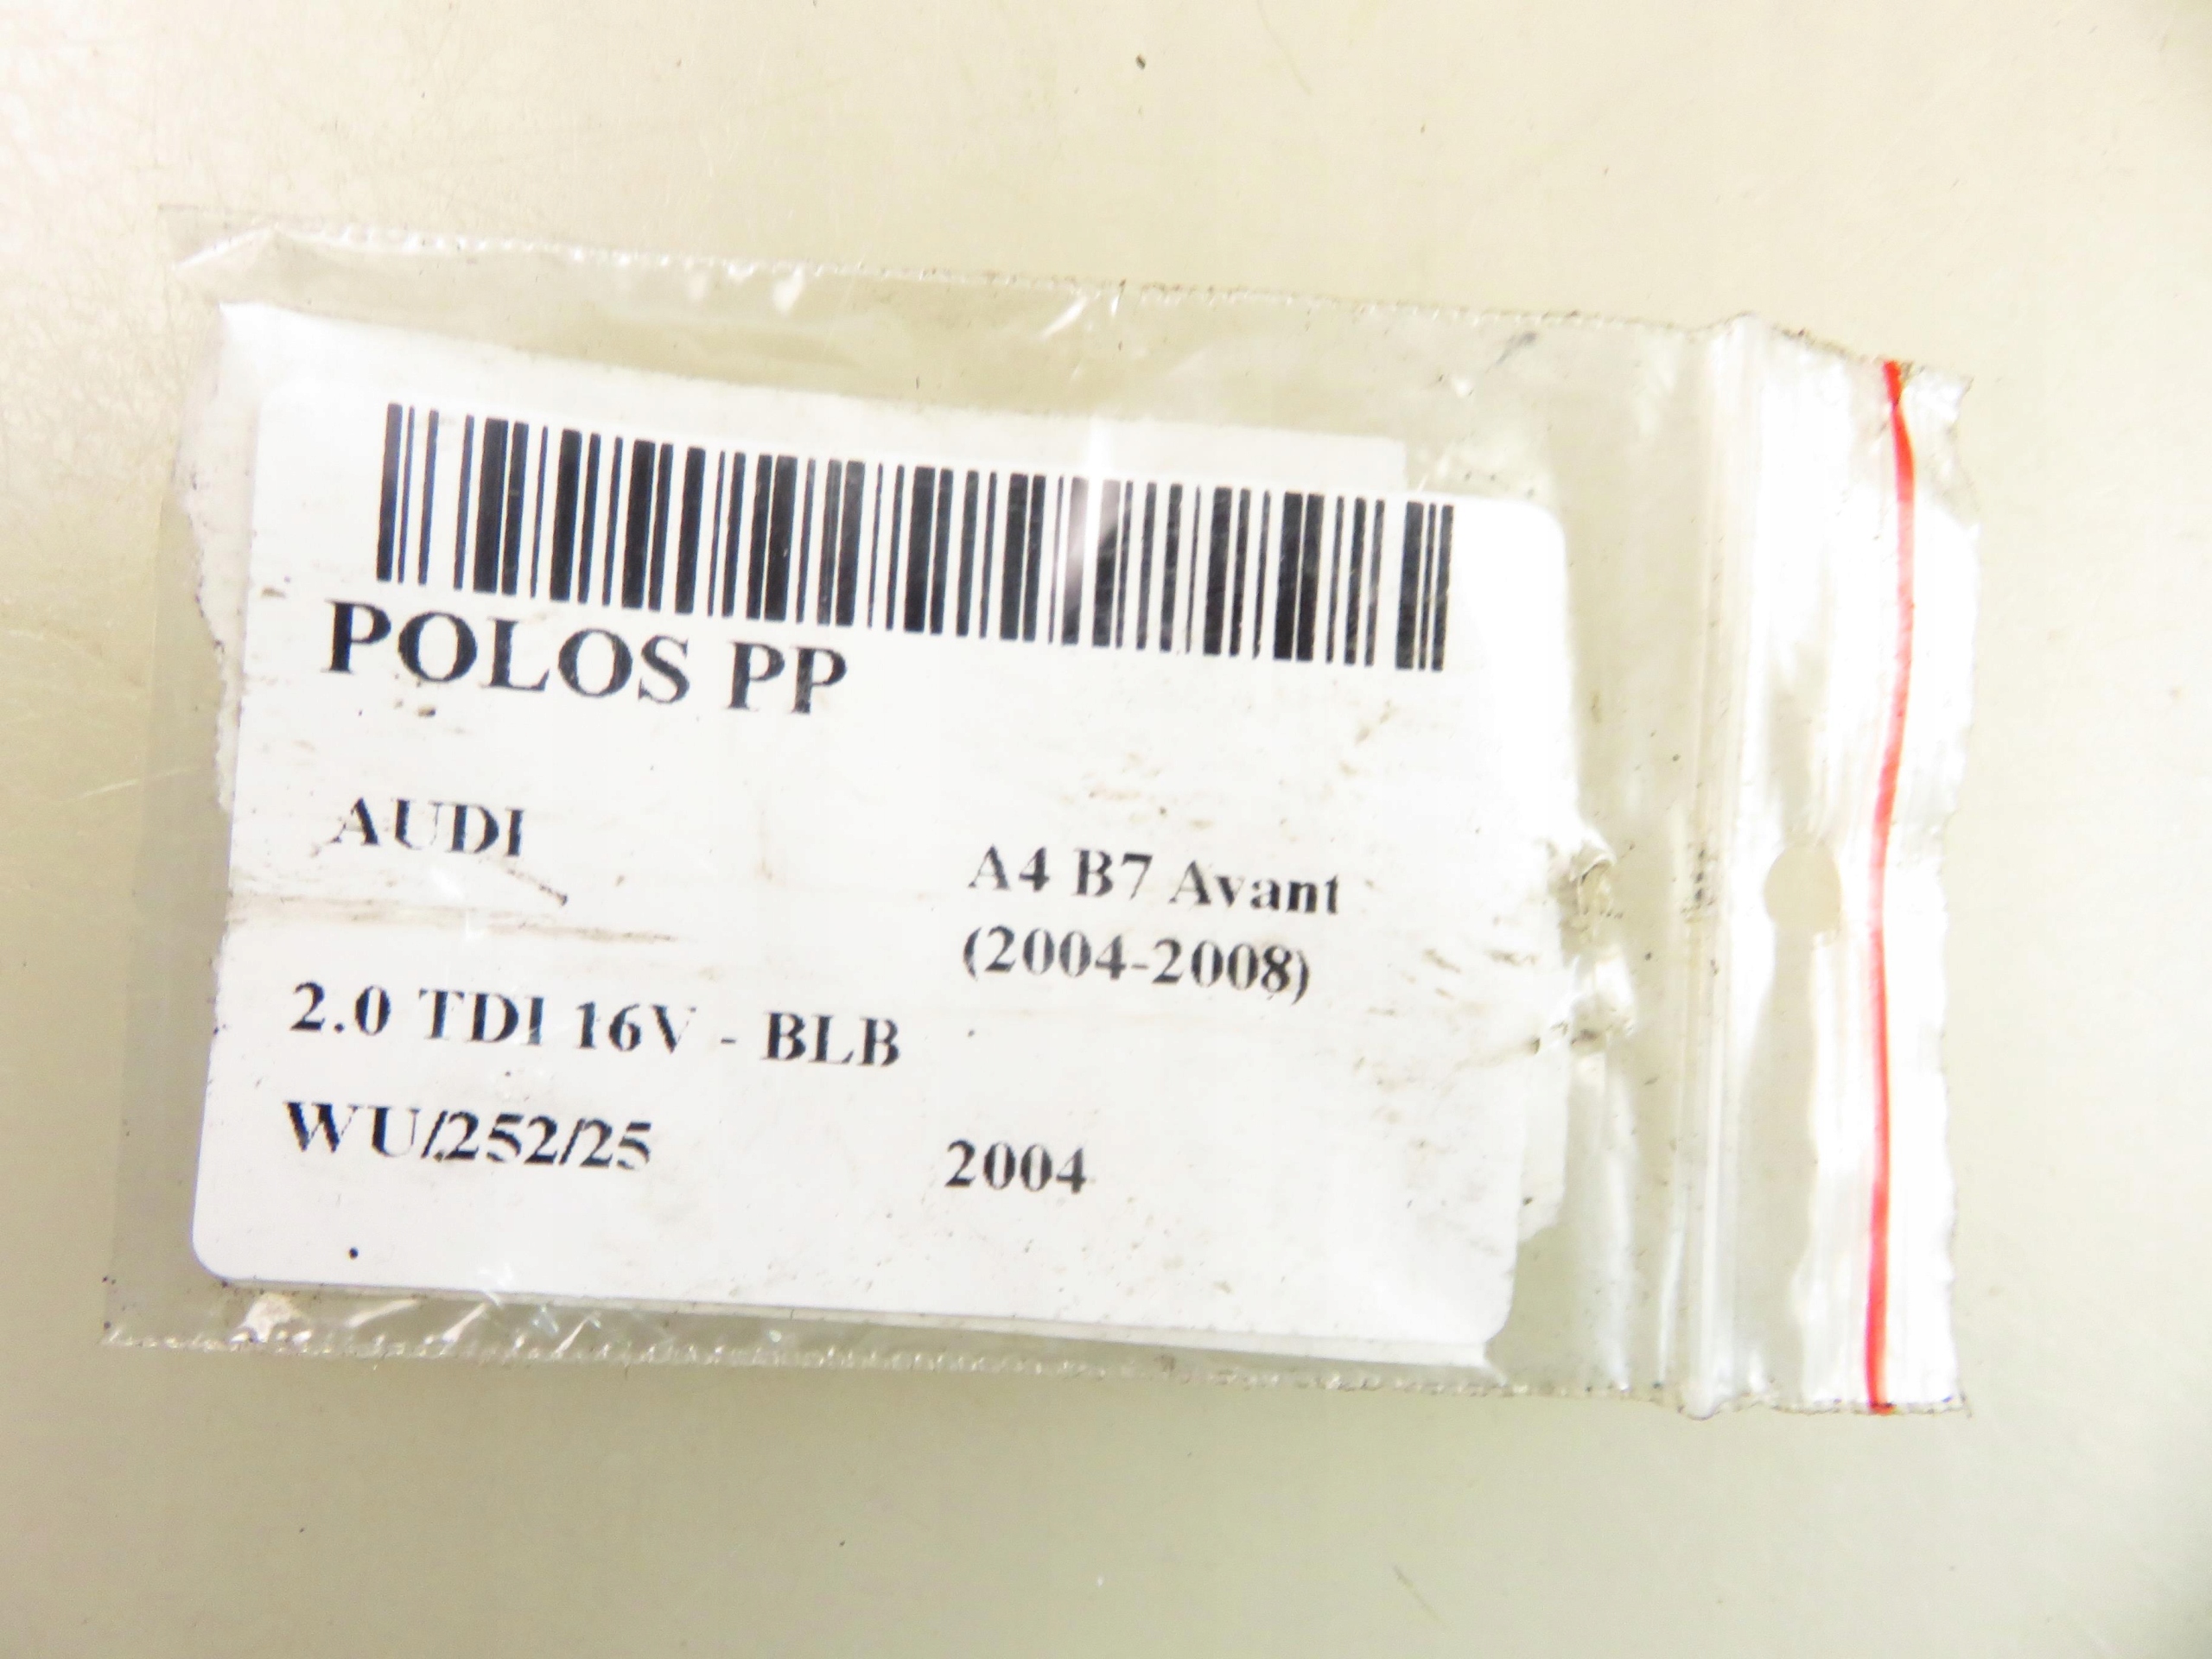 POLOS PP
AUDI
A4 B7 Avant
(2004-2008)
2.0 TDI 16V - BLB
WU/252/25 2004